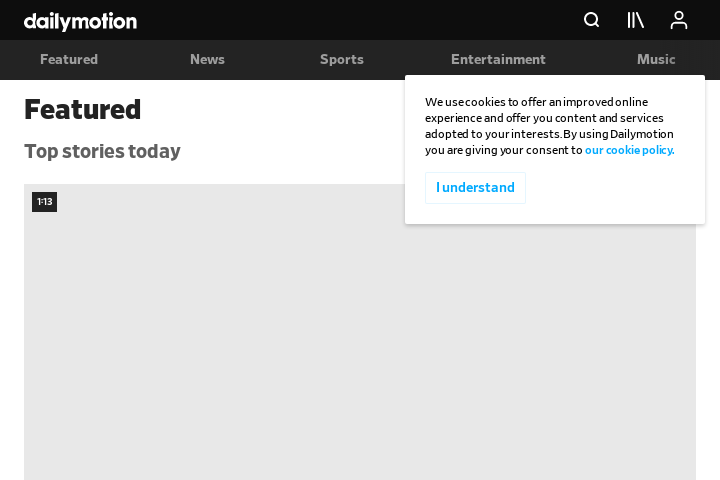 dailymotion
Featured News Sports Entertainment Music
We use cookies to offer an improved online
experience and offer you content and services
adopted to your interests. By using Dailymotion
you are giving your consent to our cookie policy.
I understand
Featured
Top stories today
1:13